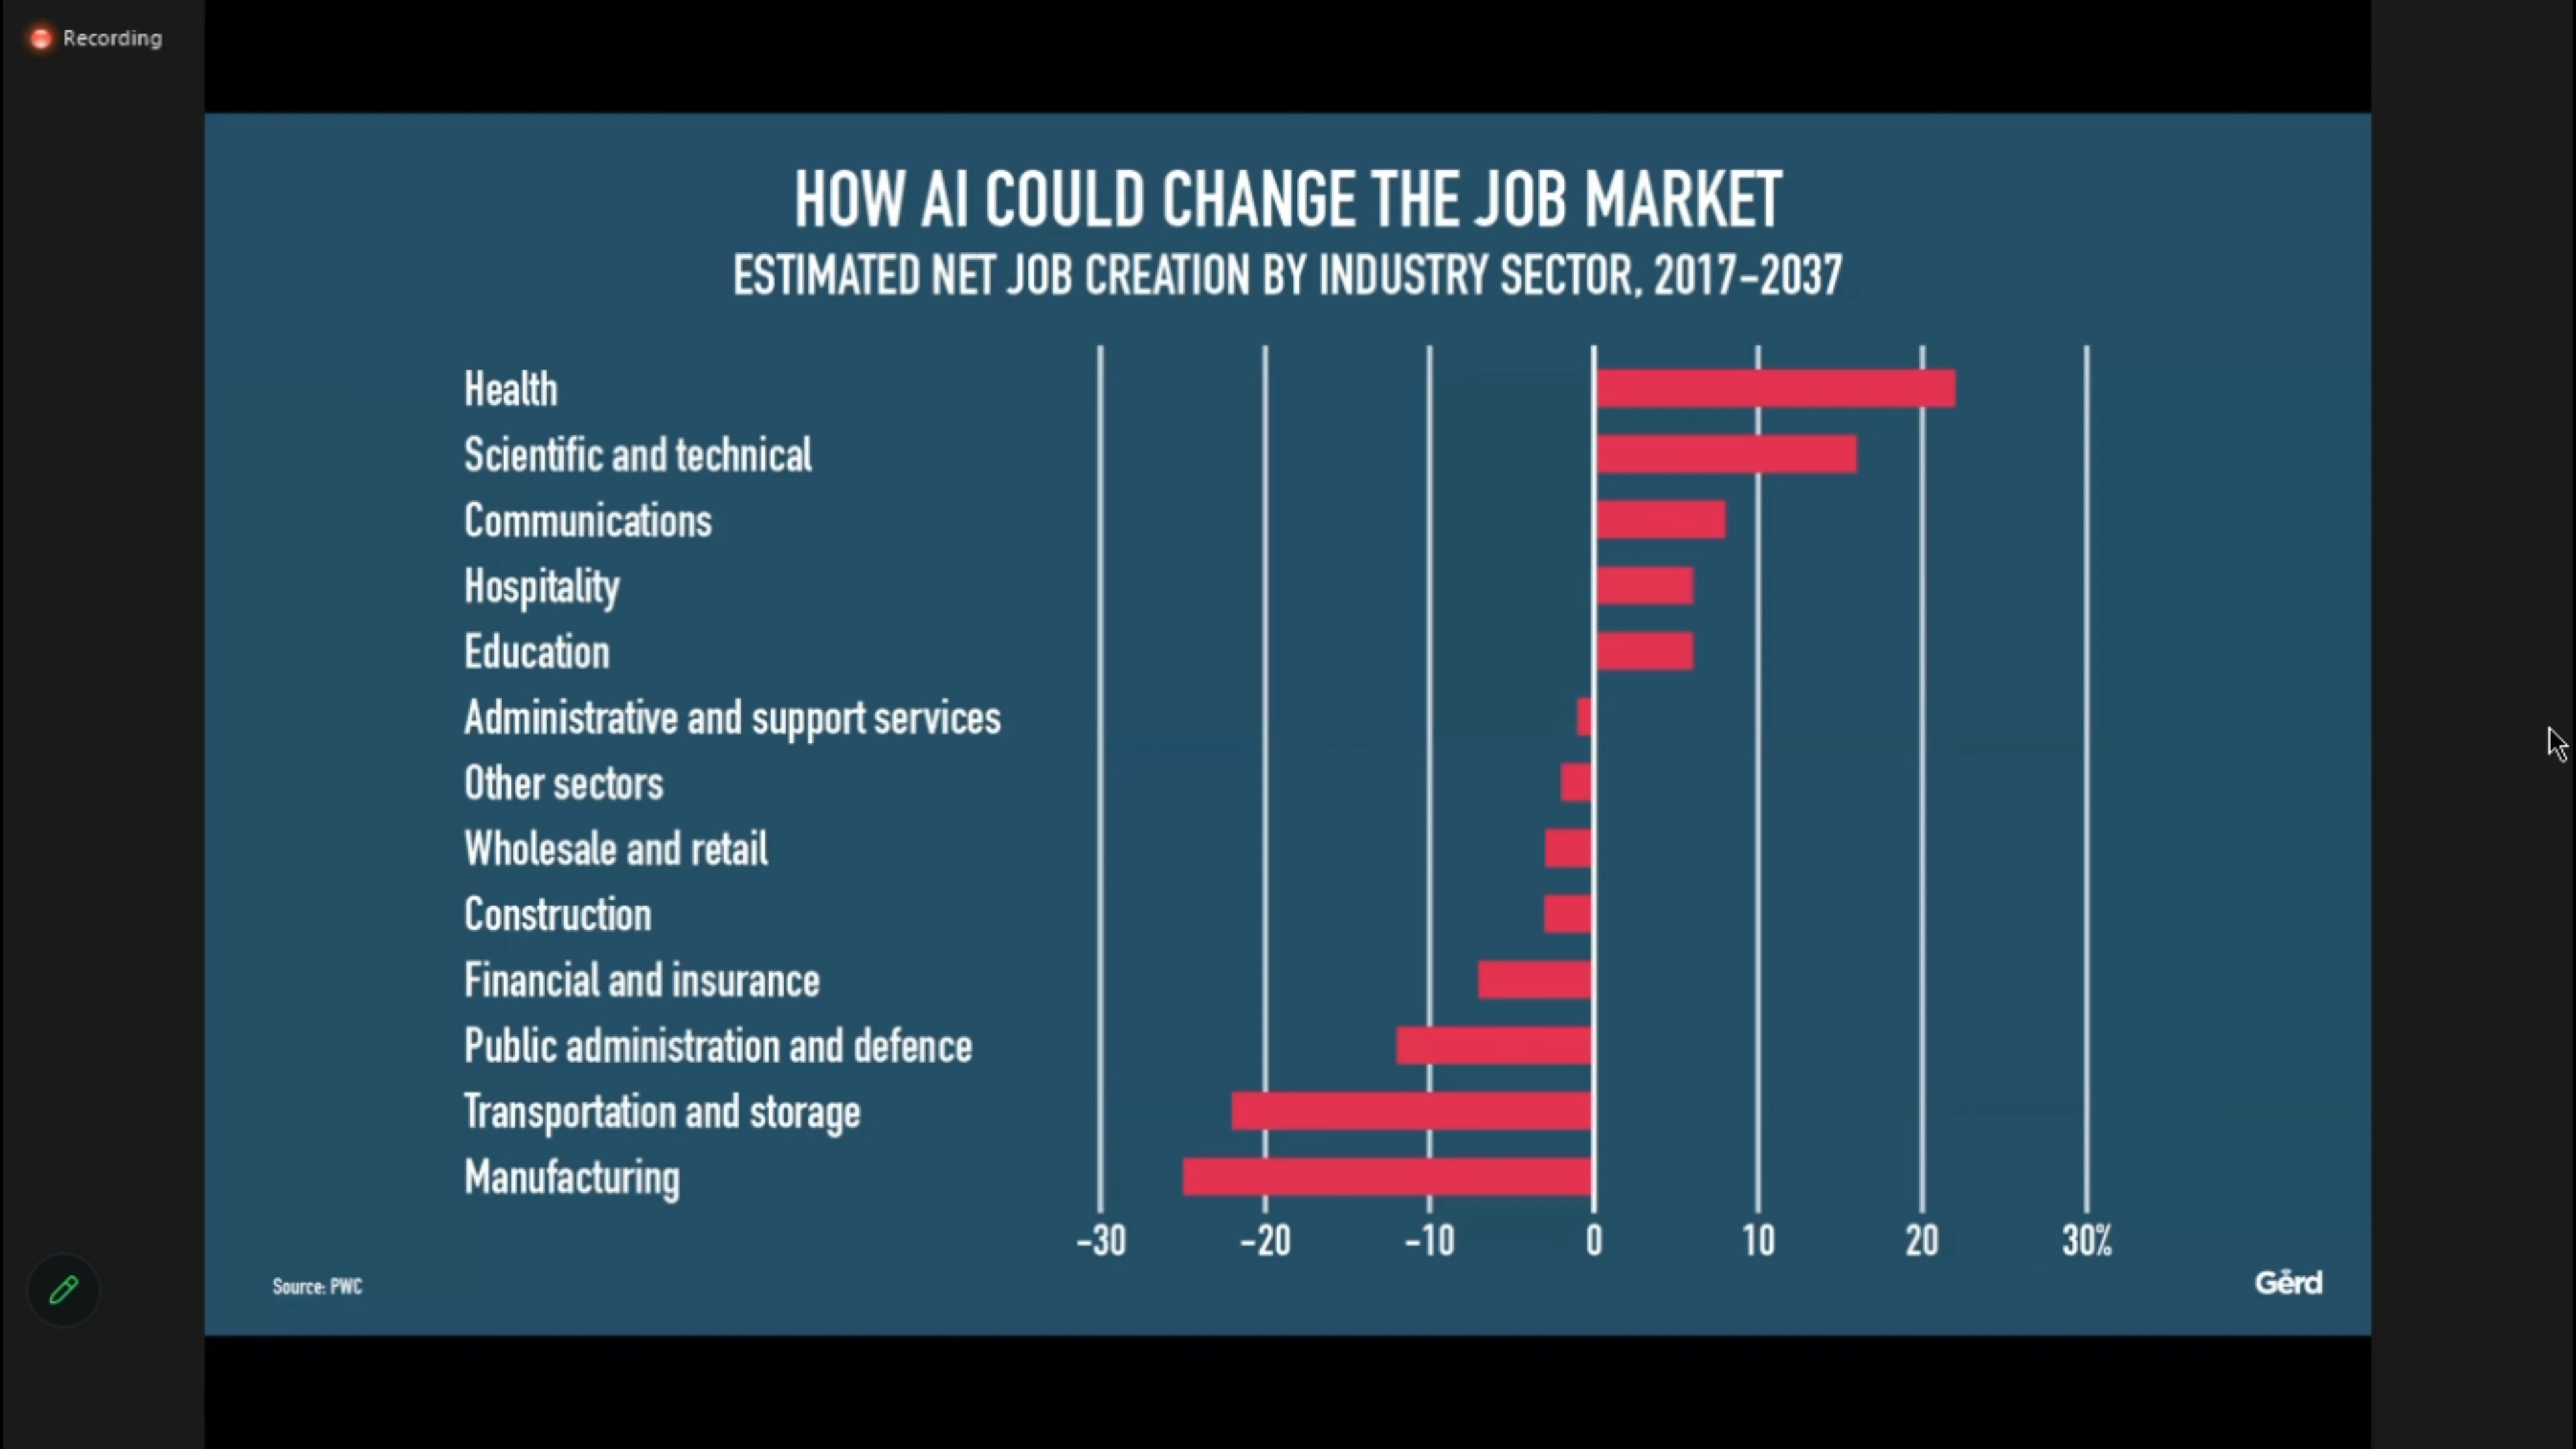 Recording
HOW AI COULD CHANGE THE JOB MARKET
ESTIMATED NET JOB CREATION BY INDUSTRY SECTOR, 2017–2037
Health
Scientific and technical
Communications
Hospitality
Education
Administrative and support services
Other sectors
Wholesale and retail
Construction
Financial and insurance
Public administration and defence
Transportation and storage
Manufacturing
–30 –20 –10 0 10 20 30%
Source: PWC
Gerd